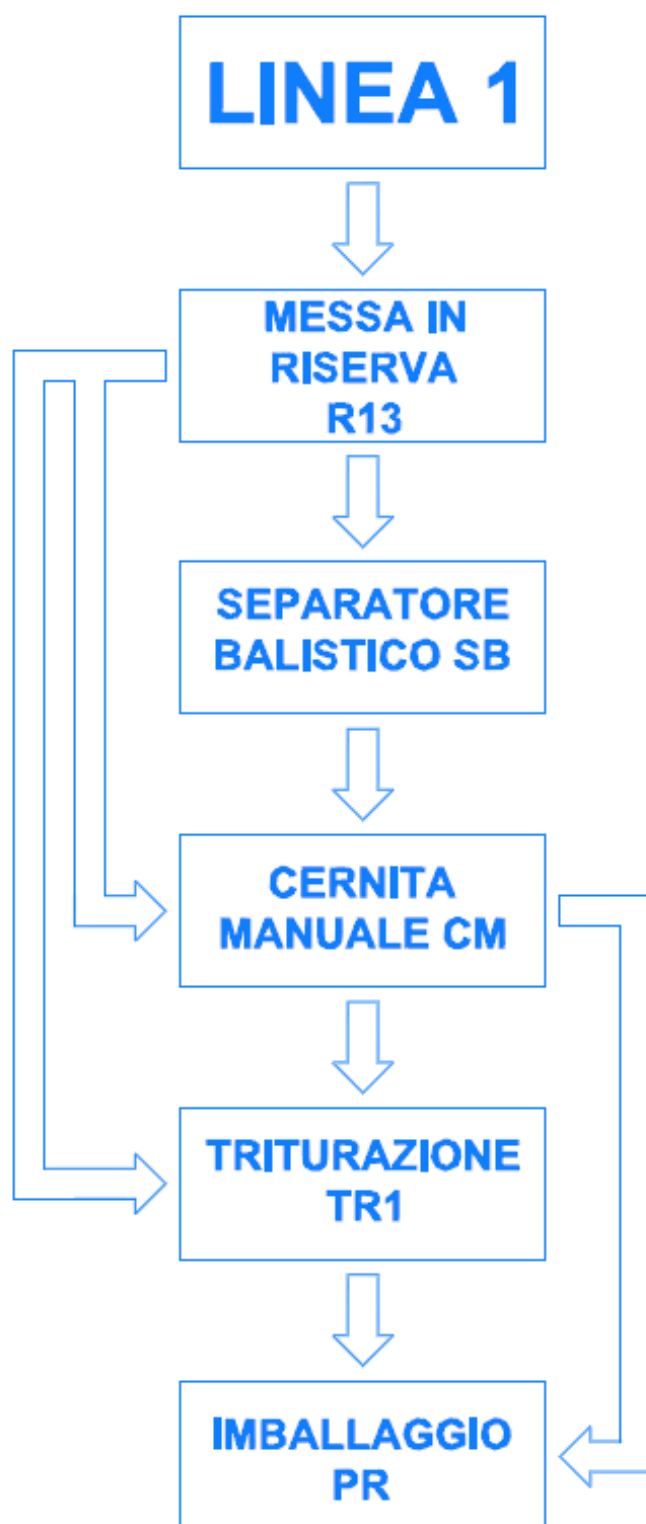 LINEA 1
MESSA IN
RISERVA
R13
SEPARATORE
BALISTICO SB
CERNITA
MANUALE CM
TRITURAZIONE
TR1
IMBALLAGGIO
PR